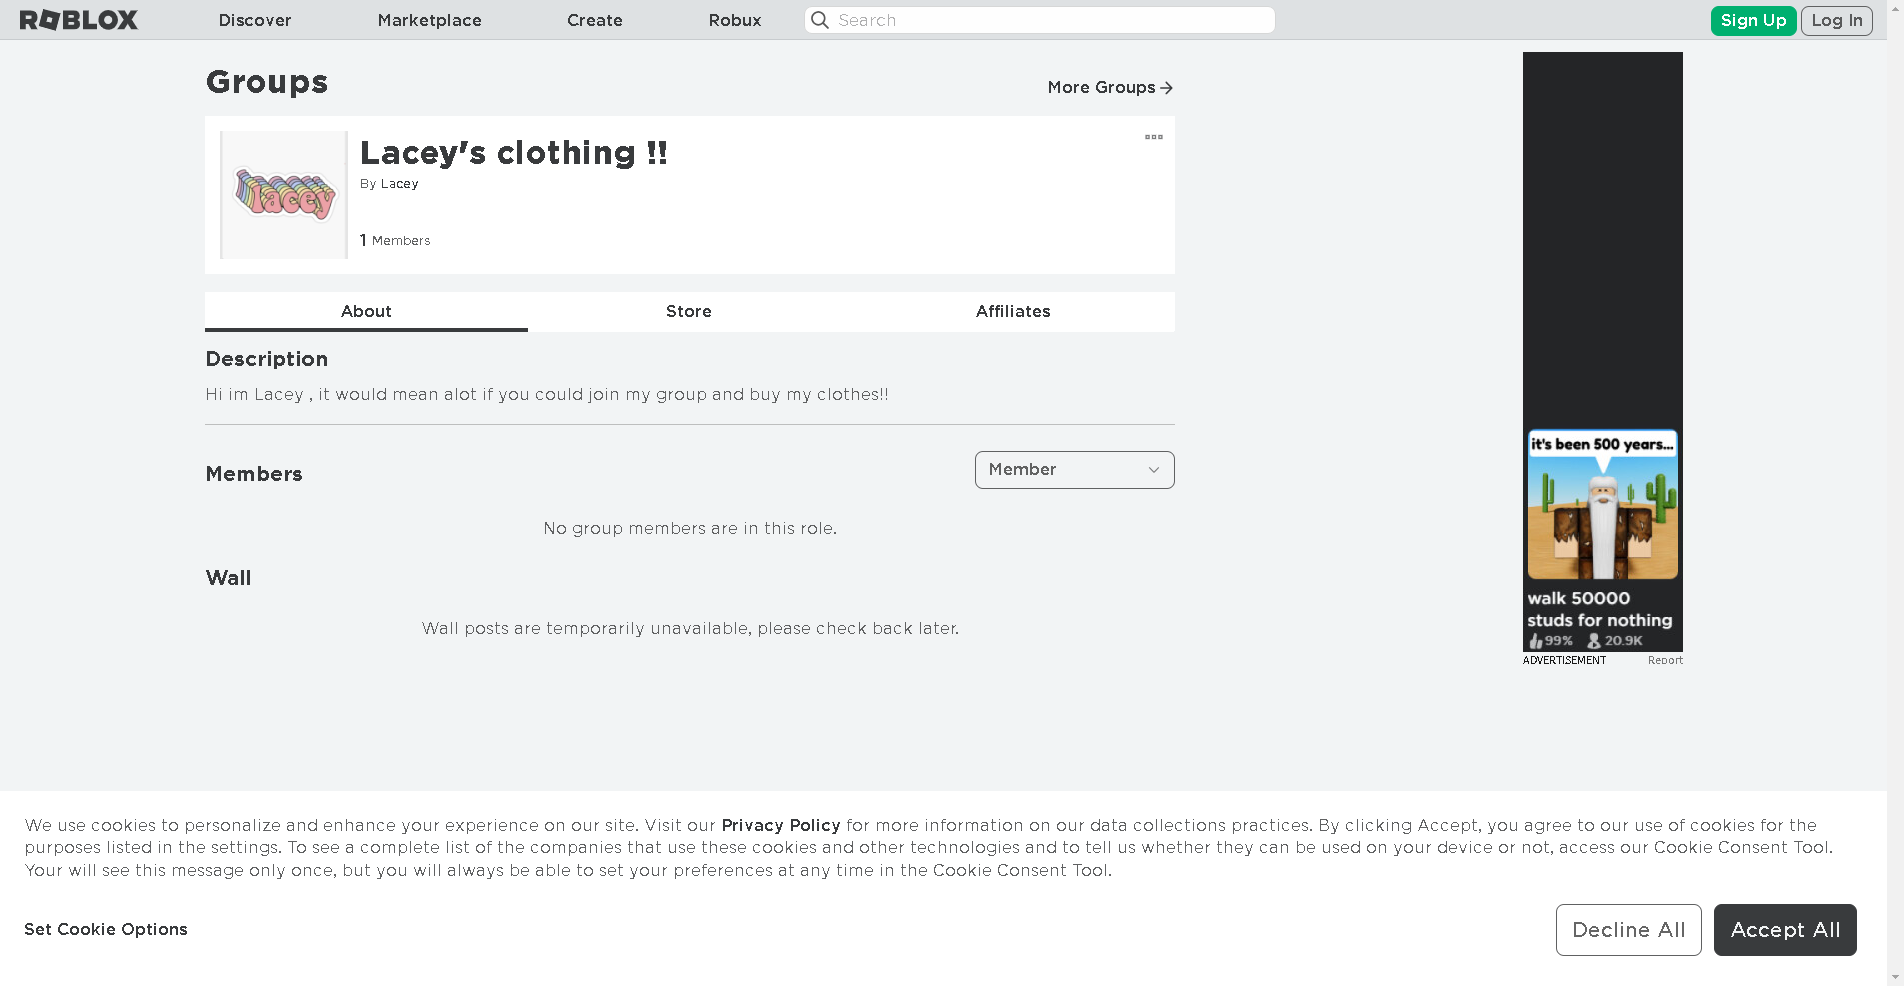 ROBLOX Discover Marketplace Create Robux Search Sign Up Log In
Groups
More Groups
lacey
Lacey's clothing !!
By Lacey
1 Members
About Store Affiliates
Description
Hi im Lacey , it would mean alot if you could join my group and buy my clothes!!
Members
Member
No group members are in this role.
Wall
Wall posts are temporarily unavailable, please check back later.
it's been 500 years...
walk 50000
studs for nothing
99% 20.9K
ADVERTISEMENT Report
We use cookies to personalize and enhance your experience on our site. Visit our Privacy Policy for more information on our data collections practices. By clicking Accept, you agree to our use of cookies for the
purposes listed in the settings. To see a complete list of the companies that use these cookies and other technologies and to tell us whether they can be used on your device or not, access our Cookie Consent Tool.
Your will see this message only once, but you will always be able to set your preferences at any time in the Cookie Consent Tool.
Set Cookie Options
Decline All Accept All